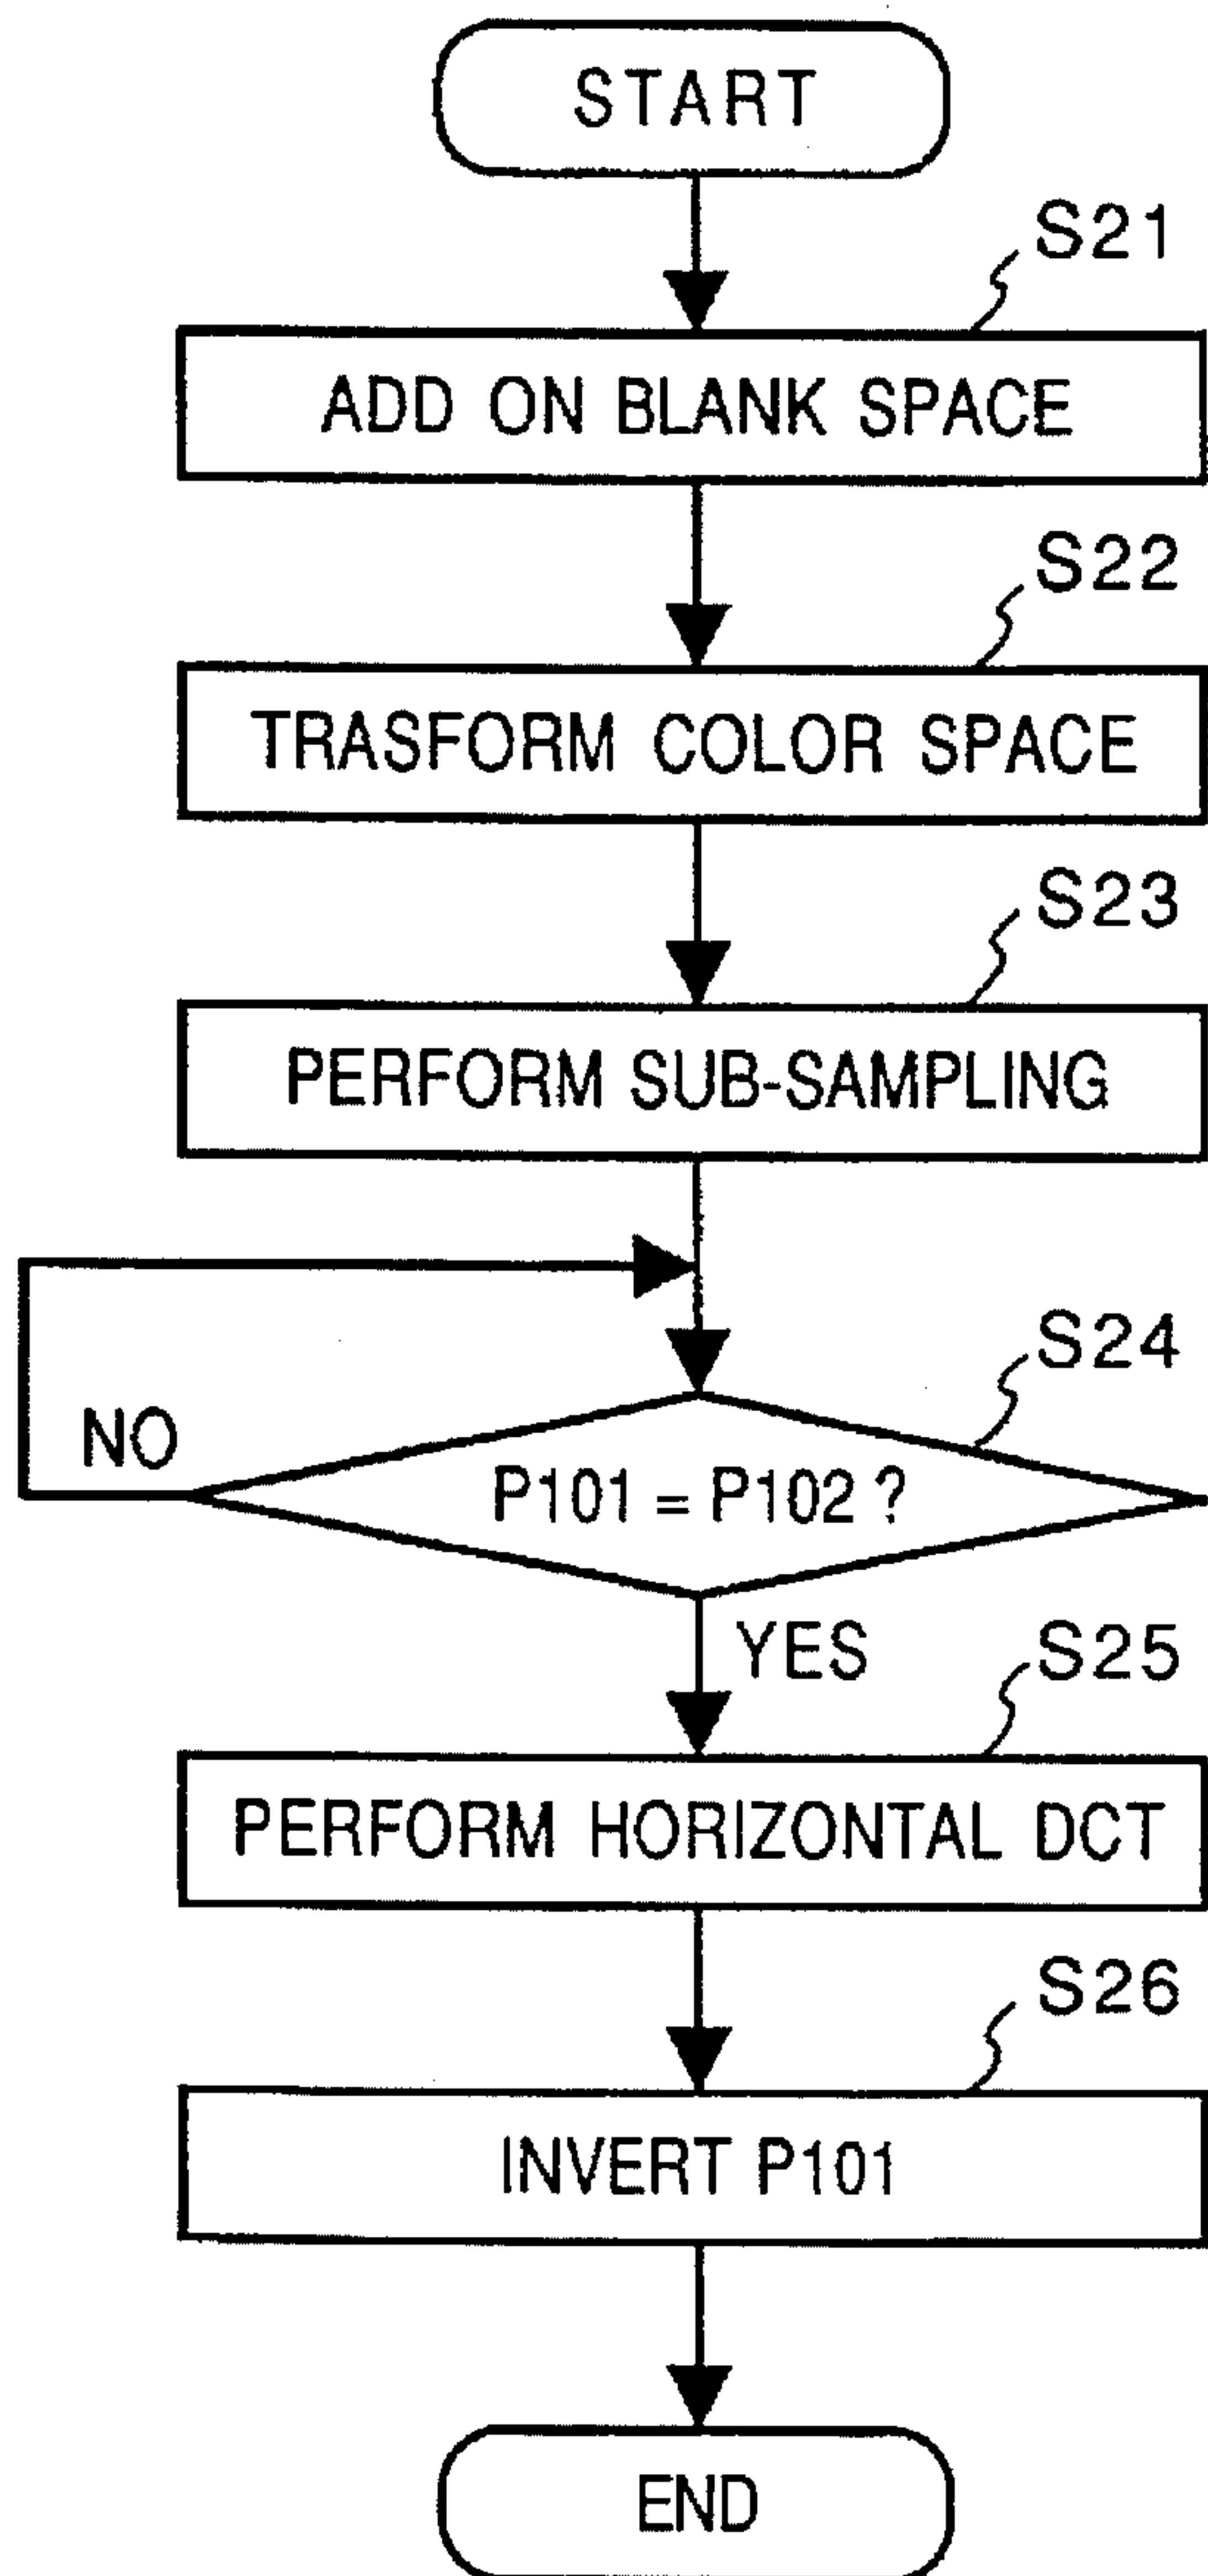 START
S21
ADD ON BLANK SPACE
S22
TRASFORM COLOR SPACE
S23
PERFORM SUB-SAMPLING
S24
NO
P101 = P102 ?
YES
S25
PERFORM HORIZONTAL DCT
S26
INVERT P101
END